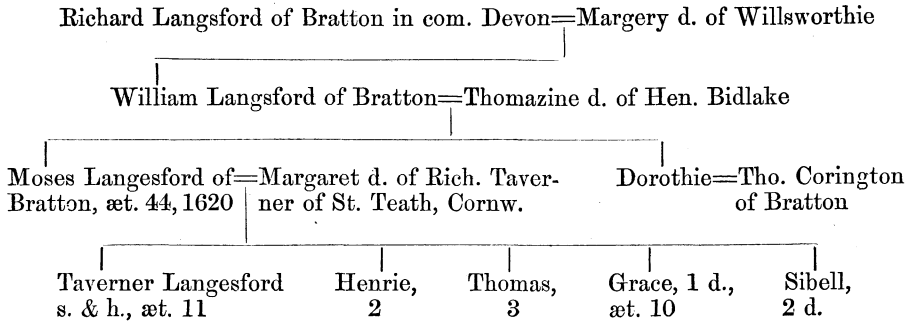 Richard Langsford of Bratton in com. Devon=Margery d. of Willsworthie
William Langsford of Bratton=Thomazine d. of Hen. Bidlake
Moses Langesford of=Margaret d. of Rich. Taver- Dorothie=Tho. Corington
Bratton, æt. 44, 1620 ner of St. Teath, Cornw. of Bratton
Taverner Langesford Henrie, Thomas, Grace, 1 d., Sibell,
s. & h., æt. 11 2 3 æt. 10 2 d.